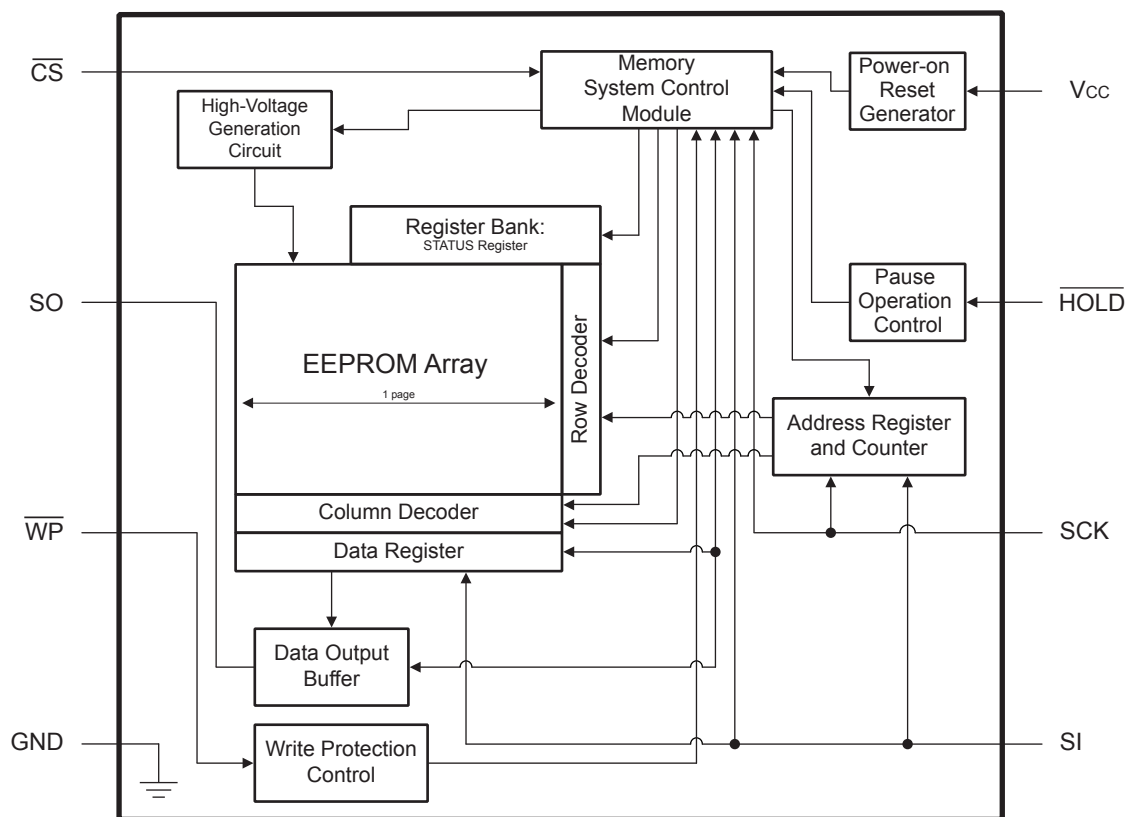 CS
Memory
System Control
Module
Power-on
Reset
Generator
VCC
High-Voltage
Generation
Circuit
Register Bank:
STATUS Register
SO
Pause
Operation
Control
HOLD
EEPROM Array
1 page
Row Decoder
Address Register
and Counter
Column Decoder
WP
SCK
Data Register
Data Output
Buffer
GND
Write Protection
Control
SI